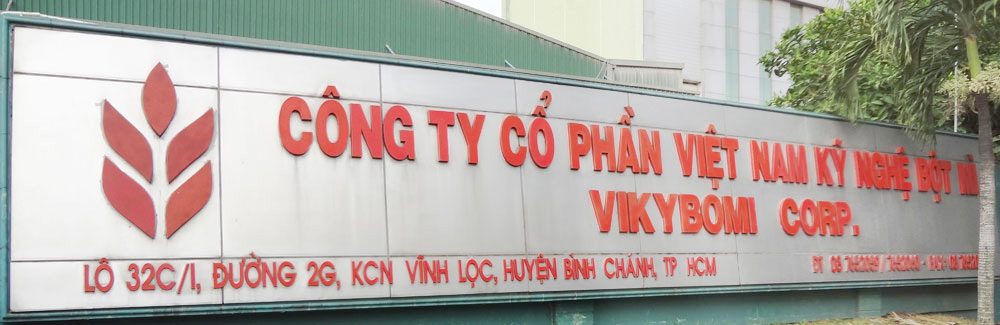 CÔNG TY CỔ PHẦN VIỆT NAM KỸ NGHỆ BỘT MÌ
VIKYBOMI CORP.
LÔ 32C/I, ĐƯỜNG 2G, KCN VĨNH LỌC, HUYỆN BÌNH CHÁNH, TP HCM